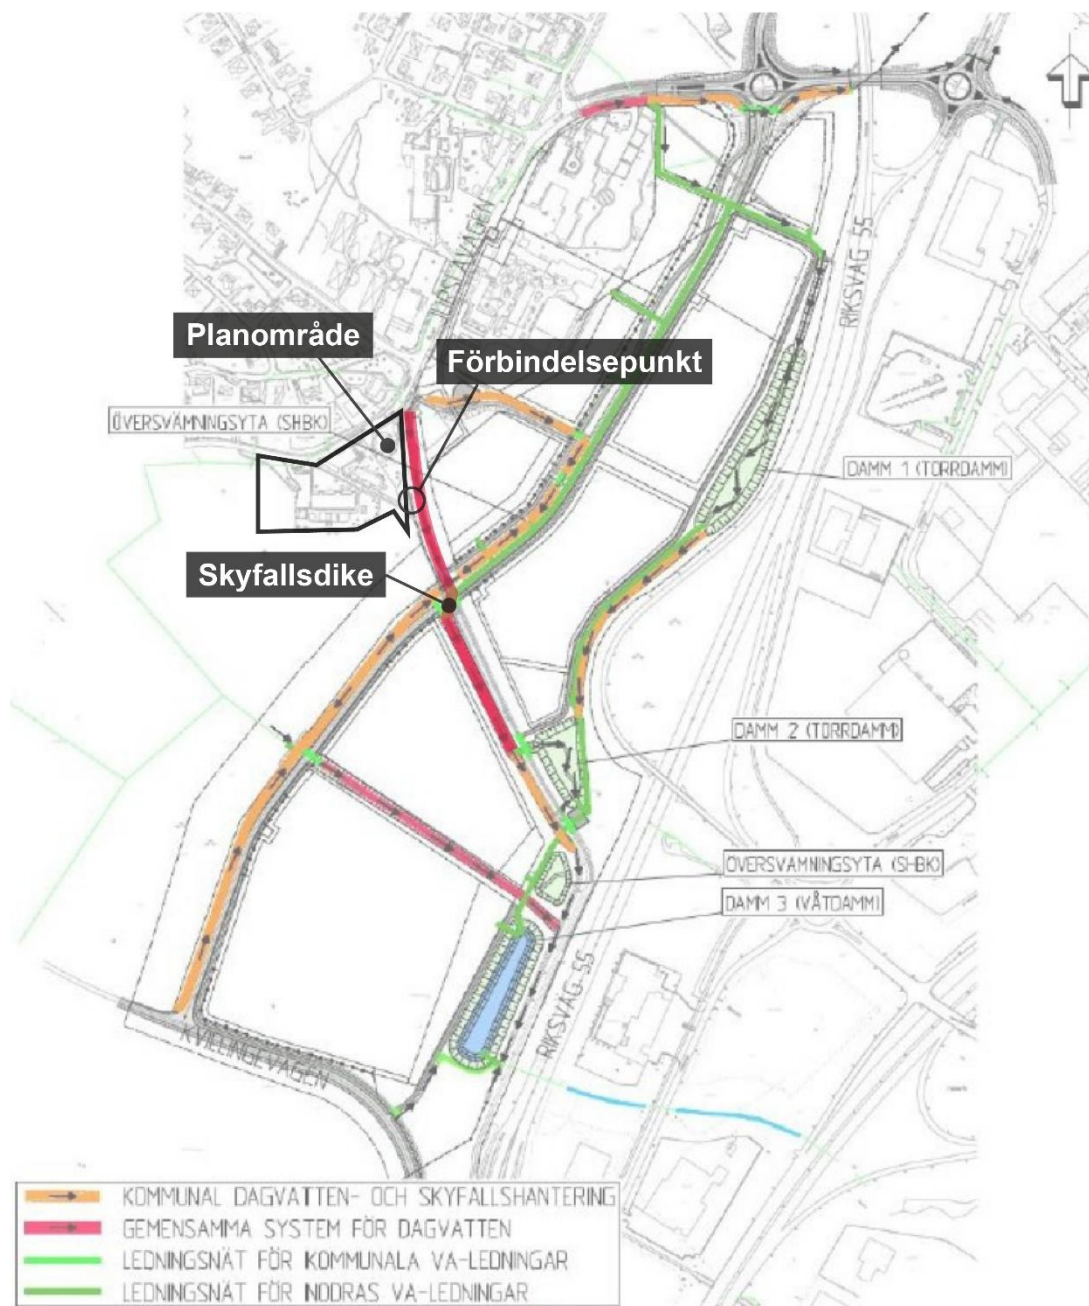 RIKSVÄG 55
Planområde
Förbindelsepunkt
ÖVERSVÄMNINGSYTA (SHBK)
DAMM 1 (TORRDAMM)
Skyfallsdike
DAMM 2 (TORRDAMM)
ÖVERSVÄMNINGSYTA (SHBK)
DAMM 3 (VÅTDAMM)
RIKSVÄG 55
KVILLINGEVÄGEN
KOMMUNAL DAGVATTEN- OCH SKYFALLSHANTERING
GEMENSAMMA SYSTEM FÖR DAGVATTEN
LEDNINGSNÄT FÖR KOMMUNALA VA-LEDNINGAR
LEDNINGSNÄT FÖR NODRAS VA-LEDNINGAR